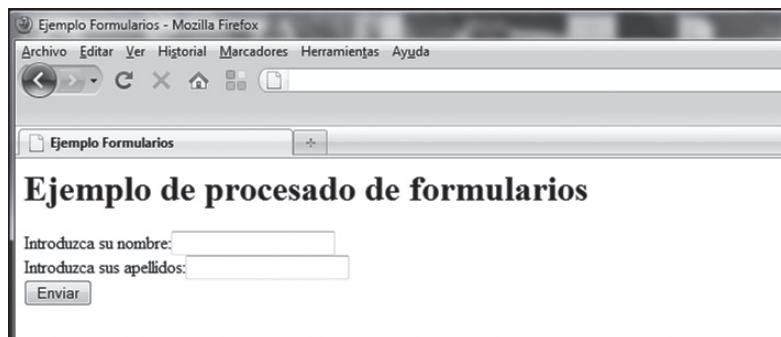 Ejemplo Formularios - Mozilla Firefox
Archivo Editar Ver Historial Marcadores Herramientas Ayuda
Ejemplo Formularios
Ejemplo de procesado de formularios
Introduzca su nombre:
Introduzca sus apellidos:
Enviar